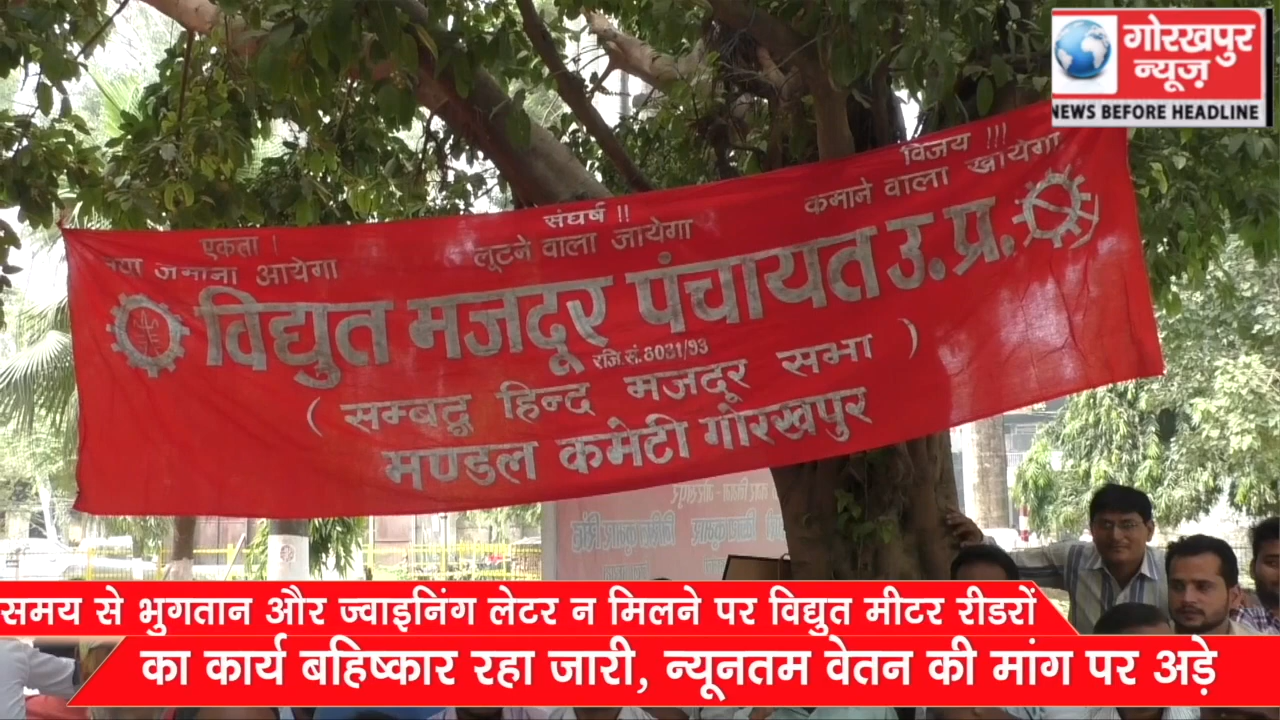 गोरखपुर
न्यूज़
NEWS BEFORE HEADLINE
एकता ! संघर्ष !! विजय !!!
नया जमाना आयेगा लूटने वाला जायेगा कमाने वाला खायेगा
विद्युत मजदूर पंचायत उ.प्र.
रजि.सं.8031/93
( सम्बद्ध हिन्द मजदूर सभा )
मण्डल कमेटी गोरखपुर
समय से भुगतान और ज्वाइनिंग लेटर न मिलने पर विद्युत मीटर रीडरों
का कार्य बहिष्कार रहा जारी, न्यूनतम वेतन की मांग पर अड़े